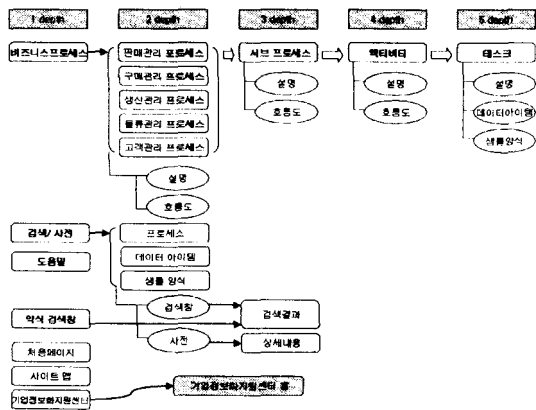 1 depth
2 depth
3 depth
4 depth
5 depth
비즈니스프로세스
판매관리 프로세스
서브 프로세스
액티비티
태스크
구매관리 프로세스
생산관리 프로세스
물류관리 프로세스
고객관리 프로세스
설명
흐름도
설명
흐름도
설명
데이터아이템
샘플양식
설명
흐름도
검색/ 사전
도움말
프로세스
데이터 아이템
샘플 양식
검색창
사전
약식 검색창
검색결과
상세내용
처음페이지
사이트 맵
기업정보화지원센터
기업정보화지원센터 홈